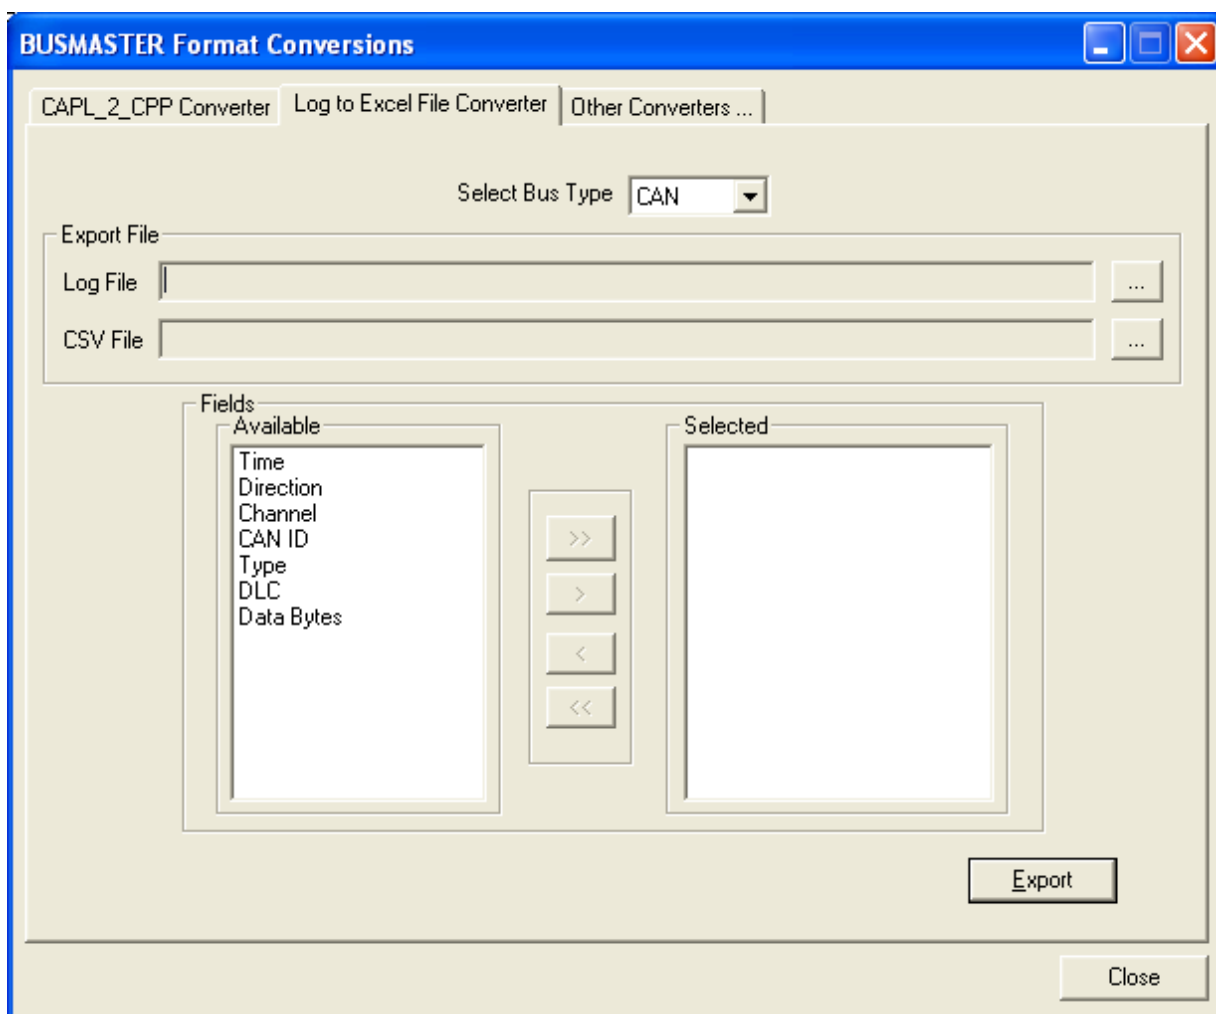 BUSMASTER Format Conversions
CAPL_2_CPP Converter Log to Excel File Converter Other Converters ...
Select Bus Type CAN
Export File
Log File ...
CSV File ...
Fields
Available Selected
Time
Direction
Channel
CAN ID
Type
DLC
Data Bytes
>>
>
<
<<
Export
Close